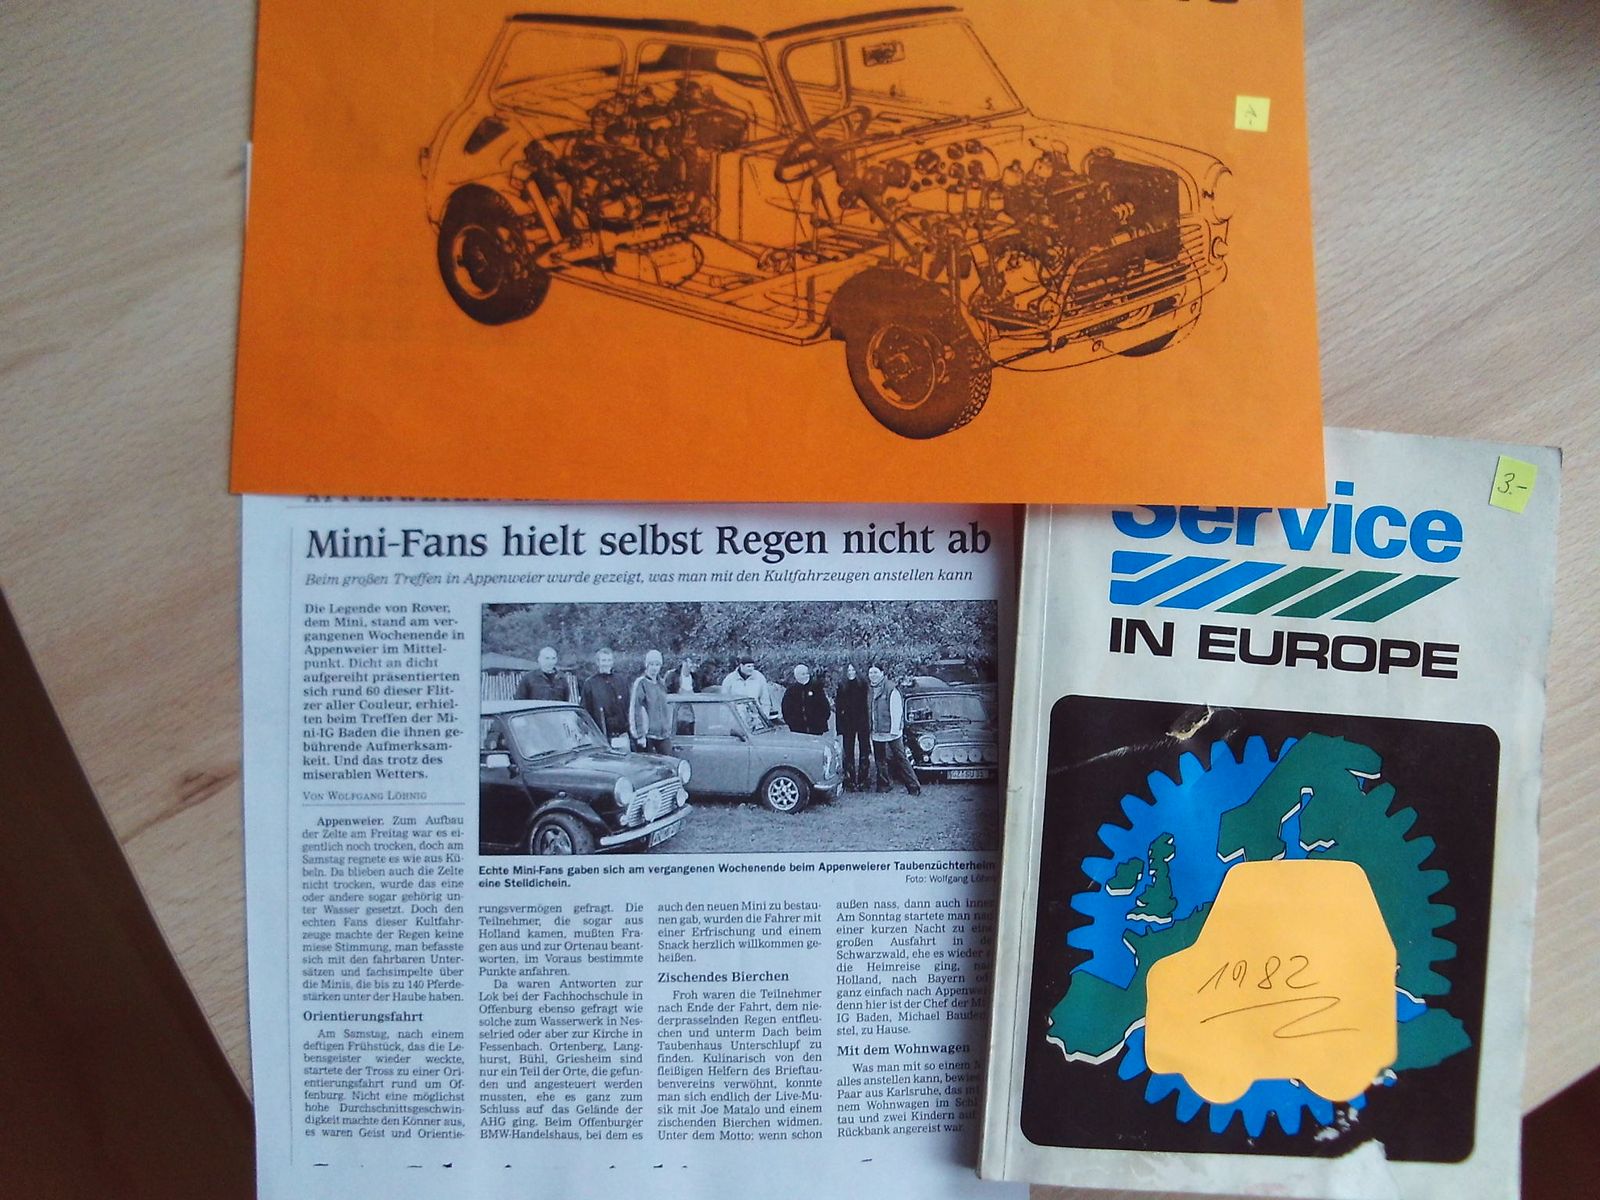 1.-
Mini-Fans hielt selbst Regen nicht ab
Beim großen Treffen in Appenweier wurde gezeigt, was man mit den Kultfahrzeugen anstellen kann
Die Legende von Rover,
dem Mini, stand am ver-
gangenen Wochenende in
Appenweier im Mittel-
punkt. Dicht an dicht
aufgereiht präsentierten
sich rund 60 dieser Flit-
zer aller Couleur, erhiel-
ten beim Treffen der Mi-
ni-IG Baden die ihnen ge-
bührende Aufmerksam-
keit. Und das trotz des
miserablen Wetters.
VON WOLFGANG LÖHNIG
Appenweier. Zum Aufbau
der Zelte am Freitag war es ei-
gentlich noch trocken, doch am
Samstag regnete es wie aus Kü-
beln. Da blieben auch die Zelte
nicht trocken, wurde das eine
oder andere sogar gehörig un-
ter Wasser gesetzt. Doch den
echten Fans dieser Kultfahr-
zeuge machte der Regen keine
miese Stimmung, man befasste
sich mit den fahrbaren Unter-
sätzen und fachsimpelte über
die Minis, die bis zu 140 Pferde-
stärken unter der Haube haben.
Orientierungsfahrt
Am Samstag, nach einem
deftigen Frühstück, das die Le-
bensgeister wieder weckte,
startete der Tross zu einer Ori-
entierungsfahrt rund um Of-
fenburg. Nicht eine möglichst
hohe Durchschnittsgeschwin-
digkeit machte den Könner aus,
es waren Geist und Orientie-
Echte Mini-Fans gaben sich am vergangenen Wochenende beim Appenweierer Taubenzüchterheim
eine Stelldichein.
Foto: Wolfgang
rungsvermögen gefragt. Die
Teilnehmer, die sogar aus
Holland kamen, mußten Fra-
gen aus und zur Ortenau beant-
worten, im Voraus bestimmte
Punkte anfahren.
Da waren Antworten zur
Lok bei der Fachhochschule in
Offenburg ebenso gefragt wie
solche zum Wasserwerk in Nes-
selried oder aber zur Kirche in
Fessenbach. Ortenberg, Lang-
hurst, Bühl, Griesheim sind
nur ein Teil der Orte, die gefun-
den und angesteuert werden
mussten, ehe es ganz zum
Schluss auf das Gelände der
AHG ging. Beim Offenburger
BMW-Handelshaus, bei dem es
auch den neuen Mini zu bestau-
nen gab, wurden die Fahrer mit
einer Erfrischung und einem
Snack herzlich willkommen ge-
heißen.
Zischendes Bierchen
Froh waren die Teilnehmer
nach Ende der Fahrt, dem nie-
derprasselnden Regen entfleu-
chen und unterm Dach beim
Taubenhaus Unterschlupf zu
finden. Kulinarisch von den
fleißigen Helfern des Brieftau-
benvereins verwöhnt, konnte
man sich endlich der Live-Mu-
sik mit Joe Matalo und einem
zischenden Bierchen widmen.
Unter dem Motto: wenn schon
außen nass, dann auch
Am Sonntag startete man
einer kurzen Nacht zu
großen Ausfahrt in
Schwarzwald, ehe es wieder
die Heimreise ging,
Holland, nach Bayern
ganz einfach nach
denn hier ist der Chef der
IG Baden, Michael
stel, zu Hause.
Mit dem Wohnwagen
Was man mit so einem
alles anstellen kann,
Paar aus Karlsruhe, das
nem Wohnwagen im
tau und zwei Kindern auf
Rückbank angereist war.
Service
IN EUROPE
3.-
1982